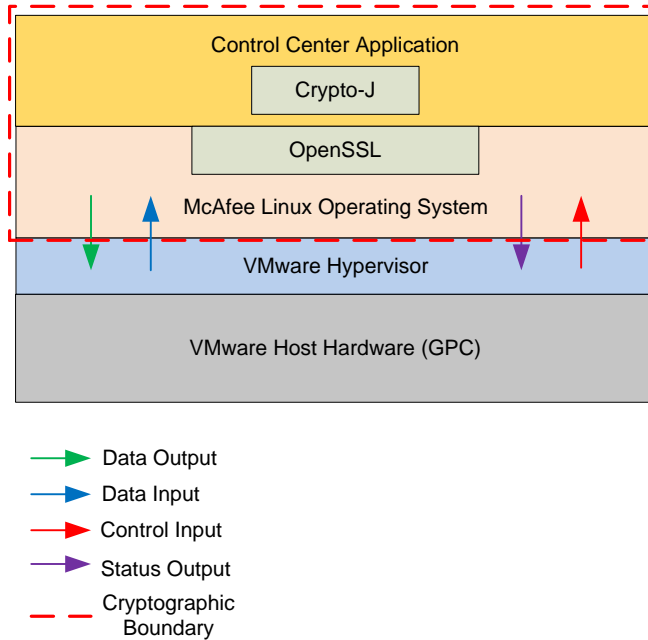 Control Center Application
Crypto-J
OpenSSL
McAfee Linux Operating System
VMware Hypervisor
VMware Host Hardware (GPC)
Data Output
Data Input
Control Input
Status Output
Cryptographic
Boundary